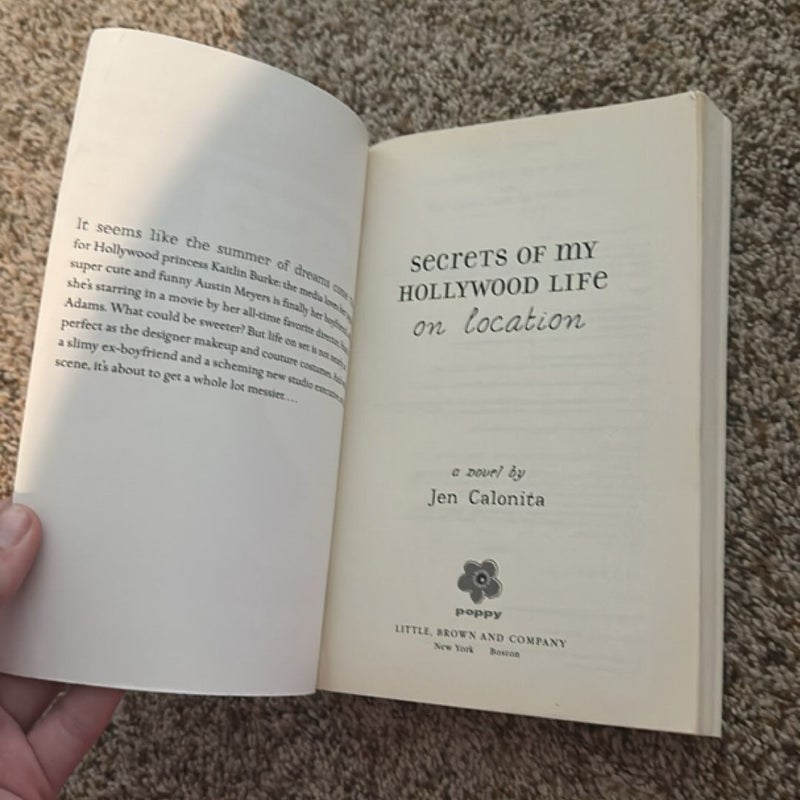 It seems like the summer of dreams come
for Hollywood princess Kaitlin Burke: the media loves her,
super cute and funny Austin Meyers is finally her boyfriend,
she's starring in a movie by her all-time favorite director,
Adams. What could be sweeter? But life on set is not
perfect as the designer makeup and couture costumes. And
a slimy ex-boyfriend and a scheming new studio executive
scene, it's about to get a whole lot messier....
secrets OF my
HOLLYWOOD LIFE
on location
a novel by
Jen Calonita
poppy
LITTLE, BROWN AND COMPANY
New York Boston